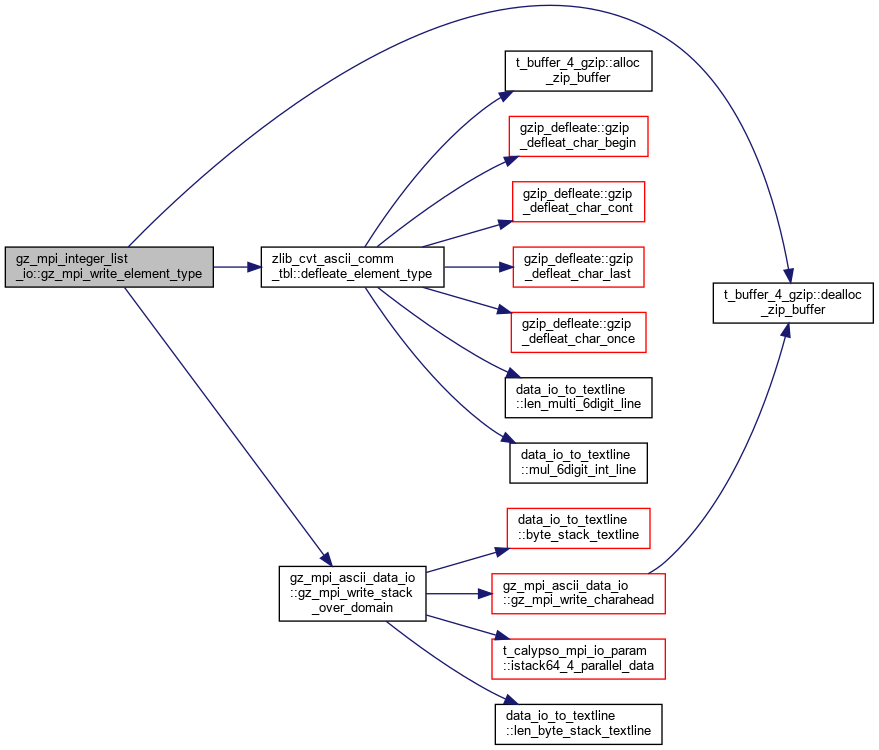 gz_mpi_integer_list
_io::gz_mpi_write_element_type
zlib_cvt_ascii_comm
_tbl::defleate_element_type
t_buffer_4_gzip::alloc
_zip_buffer
gzip_defleate::gzip
_defleat_char_begin
gzip_defleate::gzip
_defleat_char_cont
gzip_defleate::gzip
_defleat_char_last
gzip_defleate::gzip
_defleat_char_once
data_io_to_textline
::len_multi_6digit_line
data_io_to_textline
::mul_6digit_int_line
t_buffer_4_gzip::dealloc
_zip_buffer
gz_mpi_ascii_data_io
::gz_mpi_write_stack
_over_domain
data_io_to_textline
::byte_stack_textline
gz_mpi_ascii_data_io
::gz_mpi_write_charahead
t_calypso_mpi_io_param
::istack64_4_parallel_data
data_io_to_textline
::len_byte_stack_textline